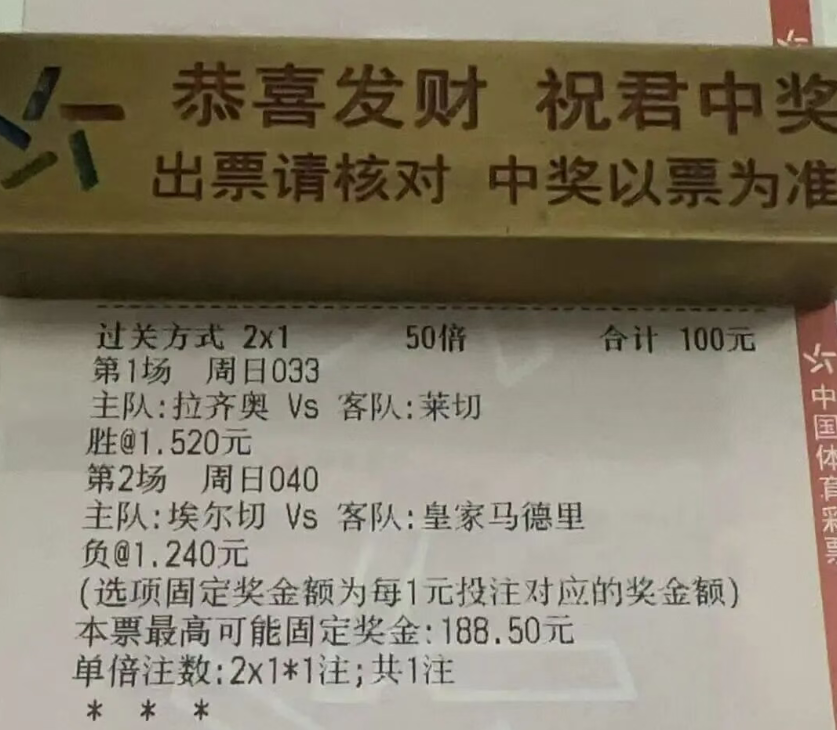 恭喜发财 祝君中奖
出票请核对 中奖以票为准
过关方式 2x1 50倍 合计 100元
第1场 周日033
主队:拉齐奥 Vs 客队:莱切
胜@1.520元
第2场 周日040
主队:埃尔切 Vs 客队:皇家马德里
负@1.240元
(选项固定奖金额为每1元投注对应的奖金额)
本票最高可能固定奖金:188.50元
单倍注数:2x1*1注;共1注
* * *
中国体育彩票